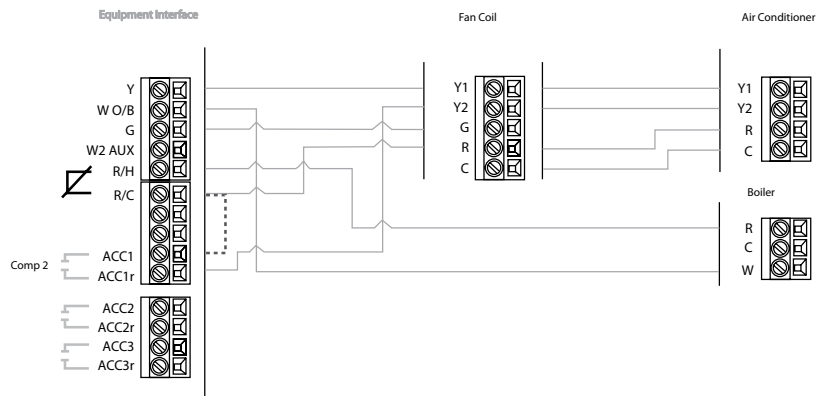 Equipment Interface
Fan Coil
Air Conditioner
Y
W O/B
G
W2 AUX
R/H
R/C
Comp 2
ACC1
ACC1r
ACC2
ACC2r
ACC3
ACC3r
Y1
Y2
G
R
C
Y1
Y2
R
C
Boiler
R
C
W